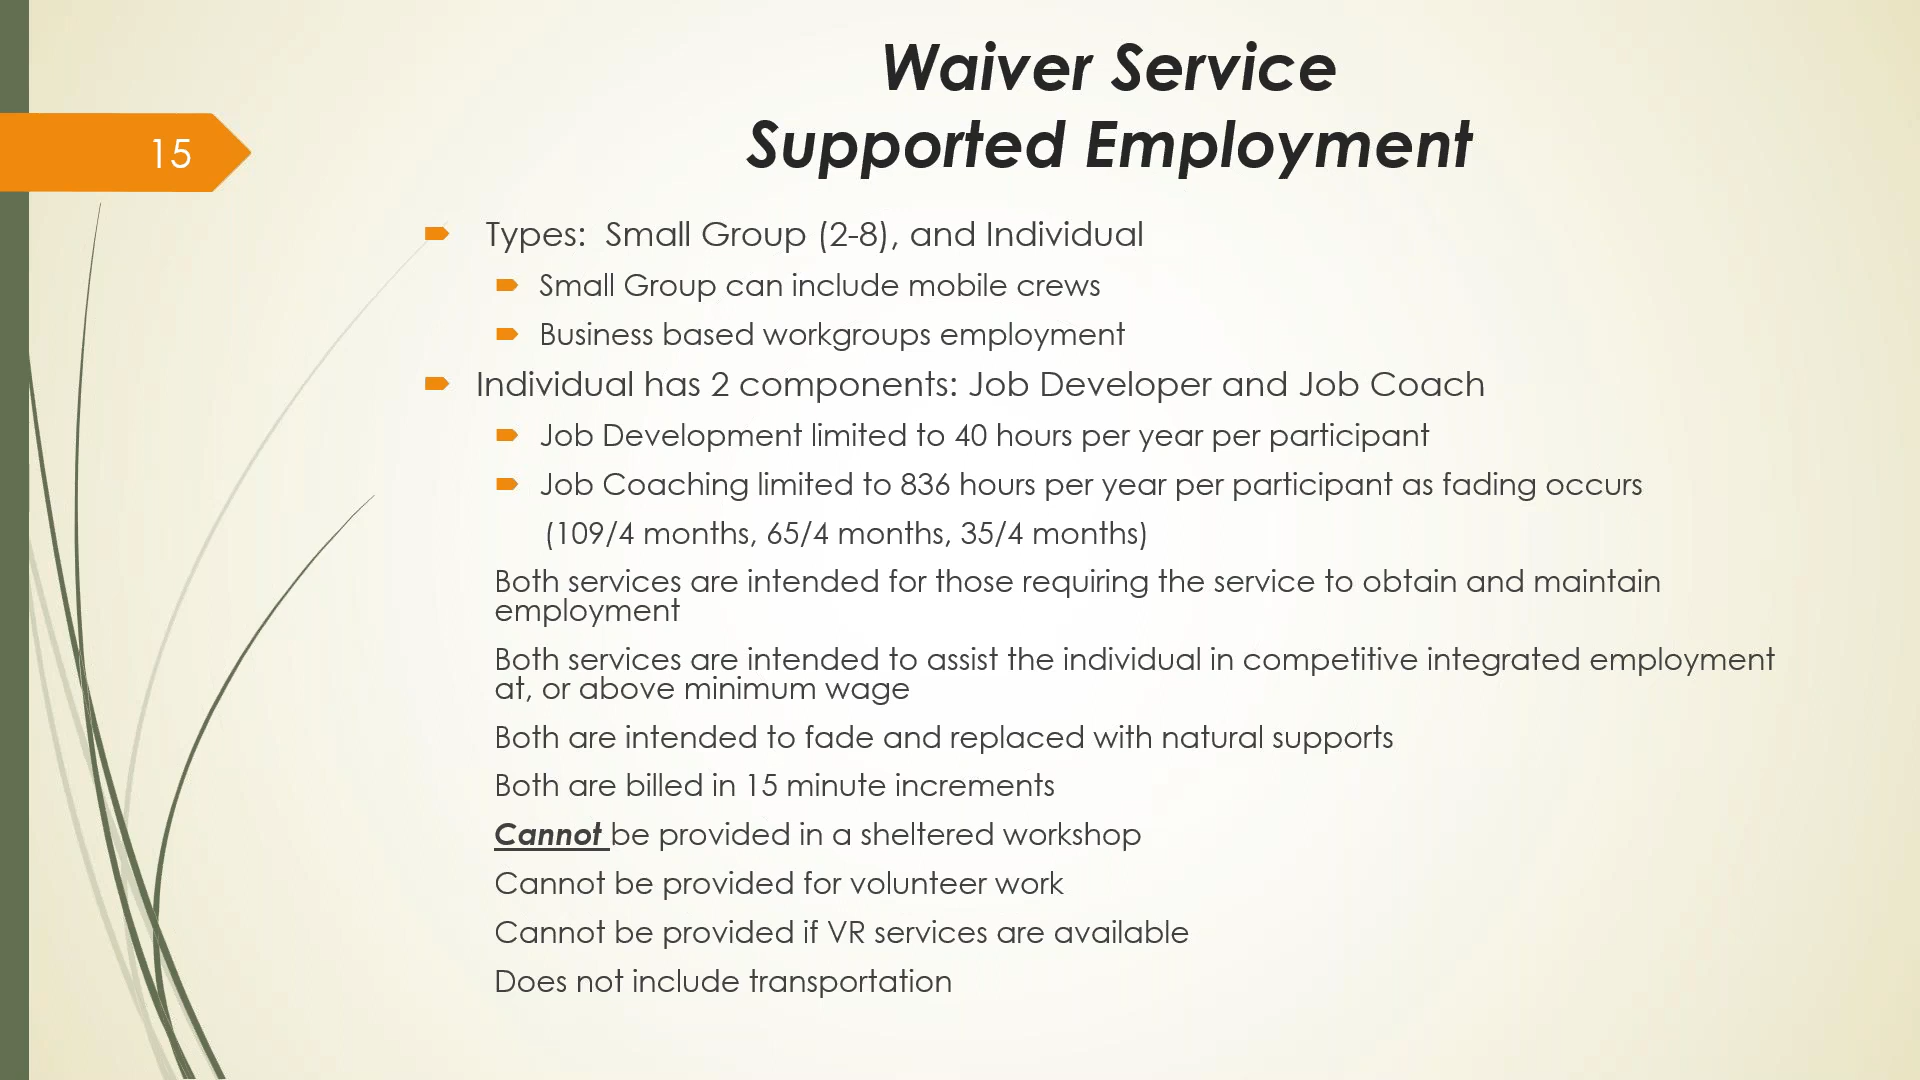 Waiver Service
Supported Employment
15
Types:  Small Group (2-8), and Individual
Small Group can include mobile crews
Business based workgroups employment
Individual has 2 components: Job Developer and Job Coach
Job Development limited to 40 hours per year per participant
Job Coaching limited to 836 hours per year per participant as fading occurs
(109/4 months, 65/4 months, 35/4 months)
Both services are intended for those requiring the service to obtain and maintain
employment
Both services are intended to assist the individual in competitive integrated employment
at, or above minimum wage
Both are intended to fade and replaced with natural supports
Both are billed in 15 minute increments
Cannot be provided in a sheltered workshop
Cannot be provided for volunteer work
Cannot be provided if VR services are available
Does not include transportation